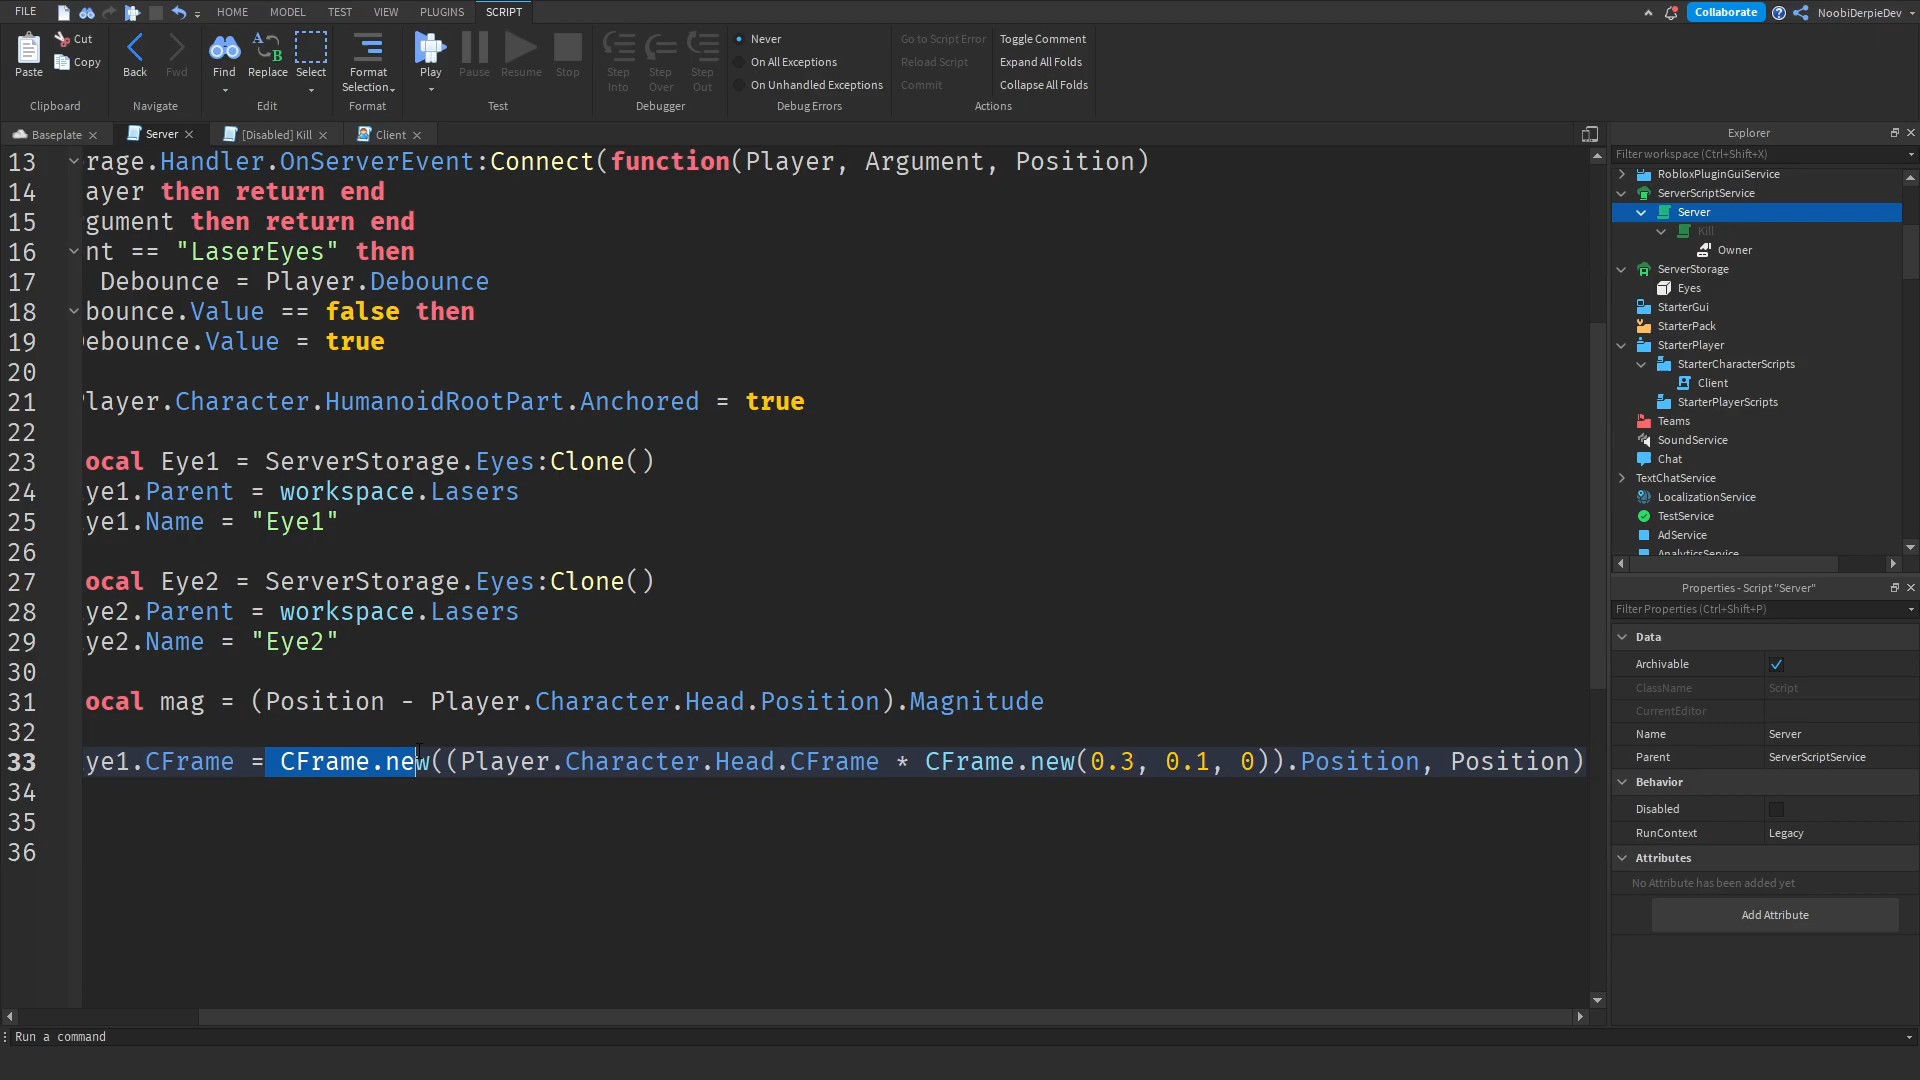 FILE
HOME
MODEL
TEST
VIEW
PLUGINS
SCRIPT
Collaborate
NoobiDerpieDev
Paste
Cut
Copy
Clipboard
Back
Fwd
Navigate
Find
Replace
Select
Edit
Format
Selection
Format
Play
Pause
Resume
Stop
Test
Step
Into
Step
Over
Step
Out
Debugger
Never
On All Exceptions
On Unhandled Exceptions
Debug Errors
Go to Script Error
Reload Script
Commit
Toggle Comment
Expand All Folds
Collapse All Folds
Actions
Baseplate
Server
[Disabled] Kill
Client
13 rage.Handler.OnServerEvent:Connect(function(Player, Argument, Position)
14 ayer then return end
15 gument then return end
16 nt == "LaserEyes" then
17 Debounce = Player.Debounce
18 bounce.Value == false then
19 ebounce.Value = true
20
21 layer.Character.HumanoidRootPart.Anchored = true
22
23 ocal Eye1 = ServerStorage.Eyes:Clone()
24 ye1.Parent = workspace.Lasers
25 ye1.Name = "Eye1"
26
27 ocal Eye2 = ServerStorage.Eyes:Clone()
28 ye2.Parent = workspace.Lasers
29 ye2.Name = "Eye2"
30
31 ocal mag = (Position - Player.Character.Head.Position).Magnitude
32
33 ye1.CFrame = CFrame.new((Player.Character.Head.CFrame * CFrame.new(0.3, 0.1, 0)).Position, Position)
34
35
36
Run a command
Explorer
Filter workspace (Ctrl+Shift+X)
RobloxPluginGuiService
ServerScriptService
Server
Kill
Owner
ServerStorage
Eyes
StarterGui
StarterPack
StarterPlayer
StarterCharacterScripts
Client
StarterPlayerScripts
Teams
SoundService
Chat
TextChatService
LocalizationService
TestService
AdService
AnalyticsService
Properties - Script "Server"
Filter Properties (Ctrl+Shift+P)
Data
Archivable
ClassName Script
CurrentEditor
Name Server
Parent ServerScriptService
Behavior
Disabled
RunContext Legacy
Attributes
No Attribute has been added yet
Add Attribute